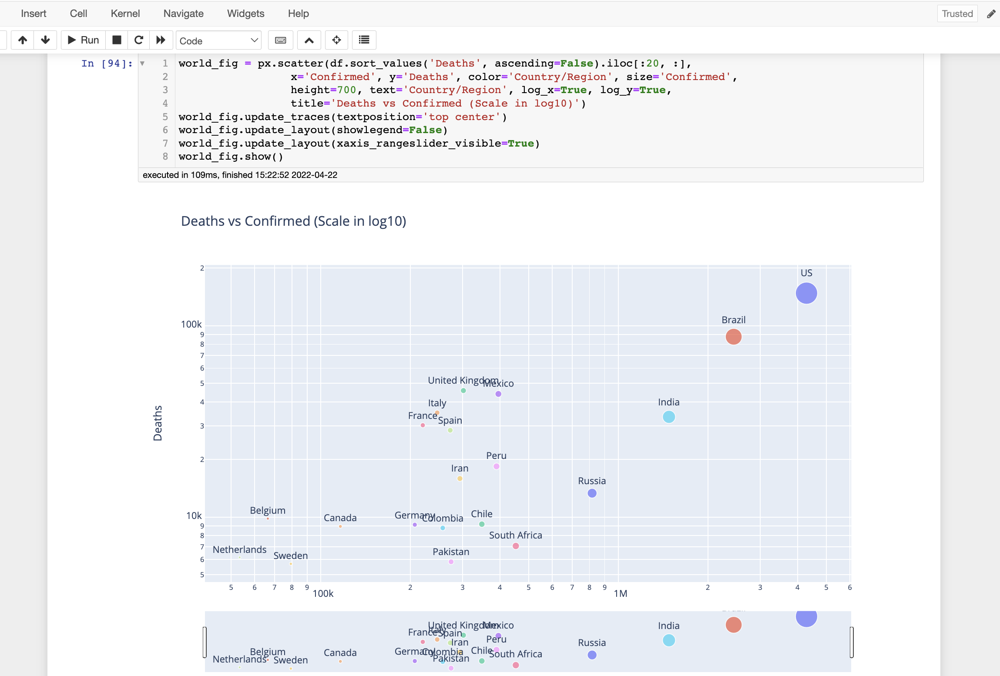 Insert Cell Kernel Navigate Widgets Help Trusted
Run Code
In [94]:
1 world_fig = px.scatter(df.sort_values('Deaths', ascending=False).iloc[:20, :],
2 x='Confirmed', y='Deaths', color='Country/Region', size='Confirmed',
3 height=700, text='Country/Region', log_x=True, log_y=True,
4 title='Deaths vs Confirmed (Scale in log10)')
5 world_fig.update_traces(textposition='top center')
6 world_fig.update_layout(showlegend=False)
7 world_fig.update_layout(xaxis_rangeslider_visible=True)
8 world_fig.show()
executed in 109ms, finished 15:22:52 2022-04-22
Deaths vs Confirmed (Scale in log10)
2
US
Brazil
100k
9
8
7
6
5
United Kingdom
Mexico
4
Italy
India
France
Spain
3
Deaths
2
Peru
Iran
Russia
Belgium
10k
Canada
Germany
Colombia
Chile
9
8
South Africa
7
Netherlands
Sweden
Pakistan
6
5
5 6 7 8 9 100k 2 3 4 5 6 7 8 9 1M 2 3 4 5 6
United Kingdom
Mexico
India
Italy
France
Spain
Iran
Peru
Russia
Belgium
Canada
Germany
Colombia
Chile
South Africa
Netherlands
Sweden
Pakistan